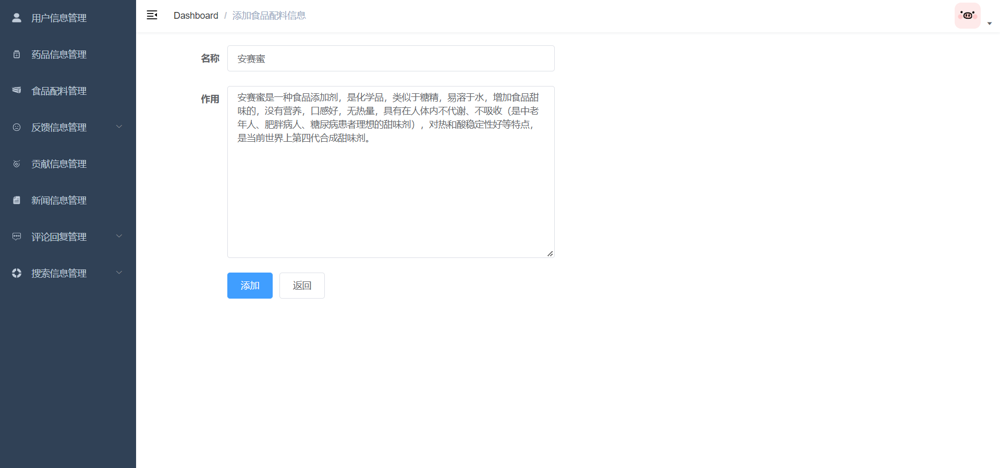 用户信息管理
药品信息管理
食品配料管理
反馈信息管理
贡献信息管理
新闻信息管理
评论回复管理
搜索信息管理
Dashboard / 添加食品配料信息
名称
安赛蜜
作用
安赛蜜是一种食品添加剂，是化学品，类似于糖精，易溶于水，增加食品甜
味的，没有营养，口感好，无热量，具有在人体内不代谢、不吸收（是中老
年人、肥胖病人、糖尿病患者理想的甜味剂），对热和酸稳定性好等特点，
是当前世界上第四代合成甜味剂。
添加
返回